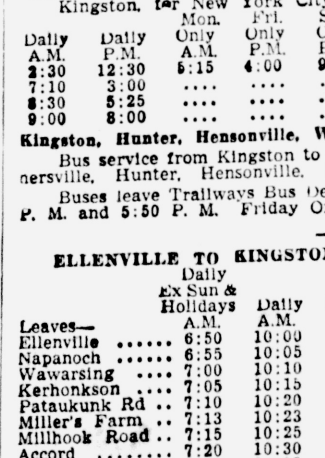 Kingston, for New York City
Mon. Fri.
Daily Daily Only Only
A.M. P.M. A.M. P.M.
2:30 12:30 5:15 4:00
7:10 3:00 .... ....
8:30 5:25 .... ....
9:00 8:00 .... ....
Kingston, Hunter, Hensonville,
Bus service from Kingston to
nersville, Hunter, Hensonville.
Buses leave Trailways Bus
P. M. and 5:50 P. M. Friday
ELLENVILLE TO KINGSTON
Daily
Ex Sun &
Holidays Daily
Leaves— A.M. A.M.
Ellenville ...... 6:50 10:00
Napanoch ...... 6:55 10:05
Wawarsing .... 7:00 10:10
Kerhonkson .... 7:05 10:15
Pataukunk Rd .. 7:10 10:20
Miller's Farm .. 7:13 10:23
Millhook Road .. 7:15 10:25
Accord ........ 7:20 10:30